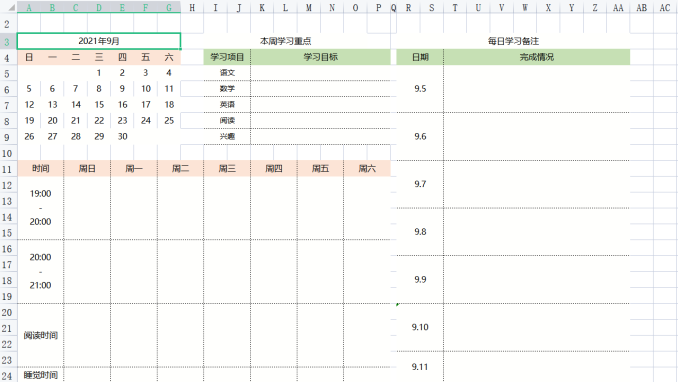 A B C D E F G H I J K L M N O P Q R S T U V W X Y Z AA AB AC
2
3 2021年9月 本周学习重点 每日学习备注
4 日 一 二 三 四 五 六 学习项目 学习目标 日期 完成情况
5 1 2 3 4 语文 9.5
6 5 6 7 8 9 10 11 数学
7 12 13 14 15 16 17 18 英语
8 19 20 21 22 23 24 25 阅读 9.6
9 26 27 28 29 30 兴趣
10
11 时间 周日 周一 周二 周三 周四 周五 周六 9.7
12 19:00
13 -
14 20:00 9.8
15
16 20:00
17 - 9.9
18 21:00
19
20 9.10
21 阅读时间
22
23 9.11
24 睡觉时间